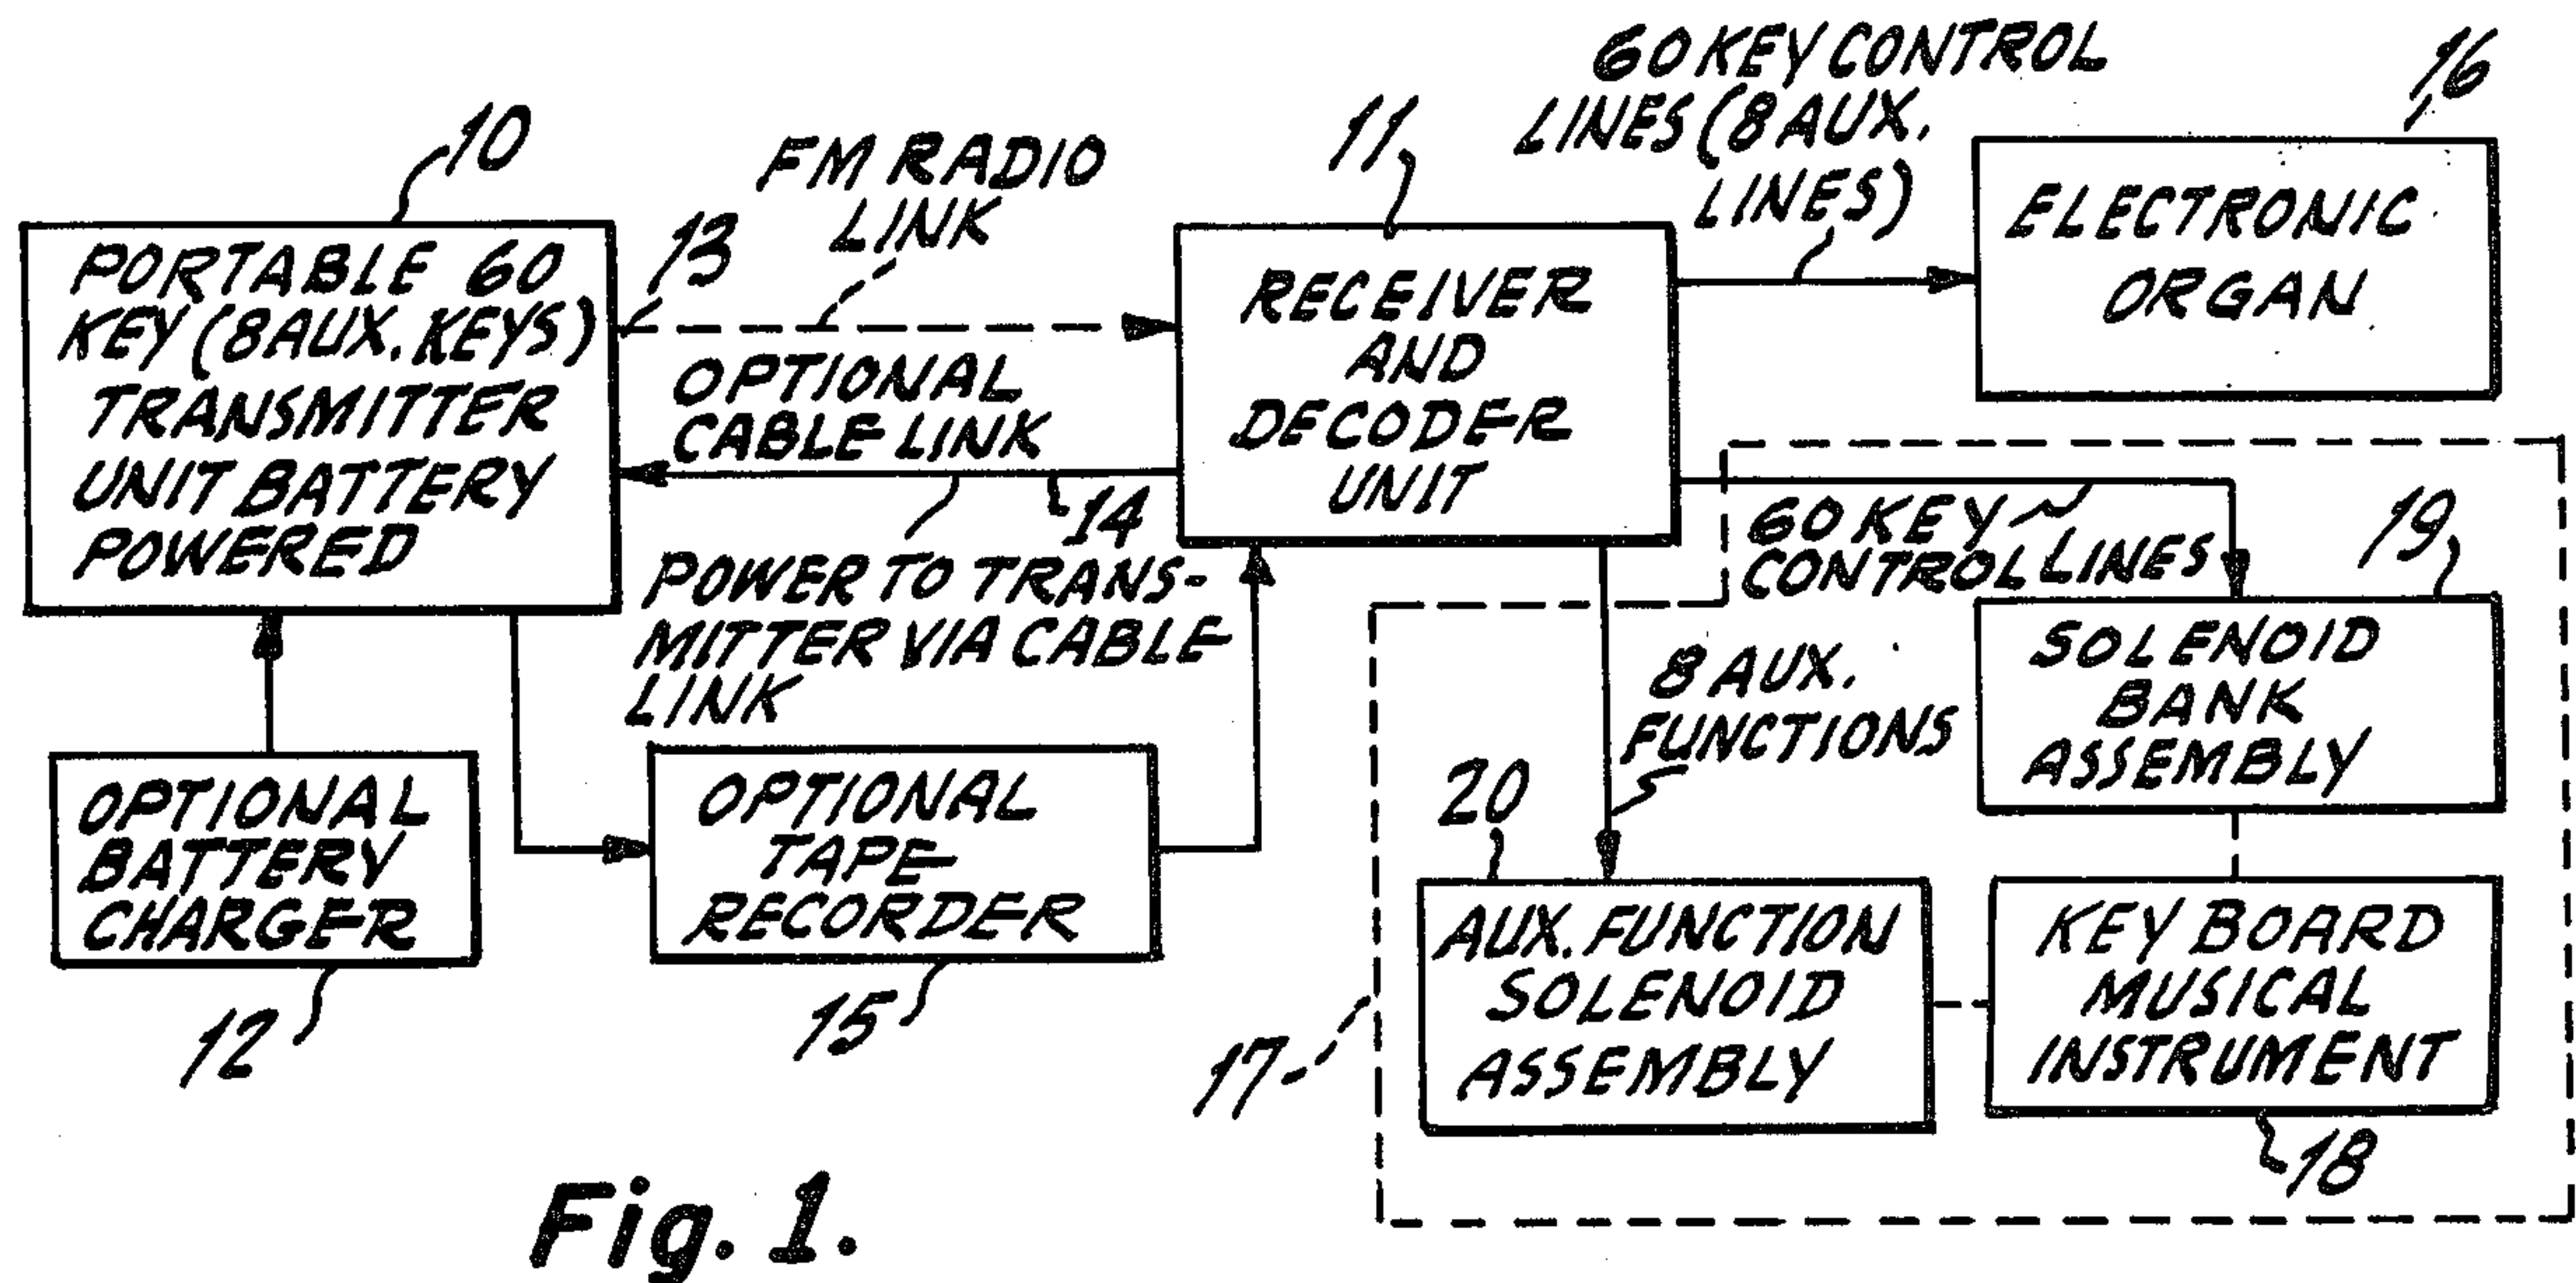 10
PORTABLE 60
KEY (8 AUX. KEYS)
TRANSMITTER
UNIT BATTERY
POWERED
13
FM RADIO
LINK
OPTIONAL
CABLE LINK
14
POWER TO TRANS-
MITTER VIA CABLE
LINK
11
RECEIVER
AND
DECODER
UNIT
60 KEY CONTROL
LINES (8 AUX.
LINES)
16
ELECTRONIC
ORGAN
60 KEY
CONTROL LINES
19
SOLENOID
BANK
ASSEMBLY
8 AUX.
FUNCTIONS
OPTIONAL
BATTERY
CHARGER
12
OPTIONAL
TAPE
RECORDER
15
20
AUX. FUNCTION
SOLENOID
ASSEMBLY
KEY BOARD
MUSICAL
INSTRUMENT
17
18
Fig. 1.